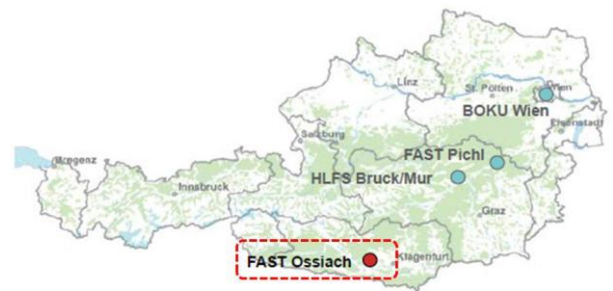 Linz
St. Pölten
Wien
BOKU Wien
Eisenstadt
Salzburg
Bregenz
FAST Pichl
Innsbruck
HLFS Bruck/Mur
Graz
FAST Ossiach
Klagenfurt